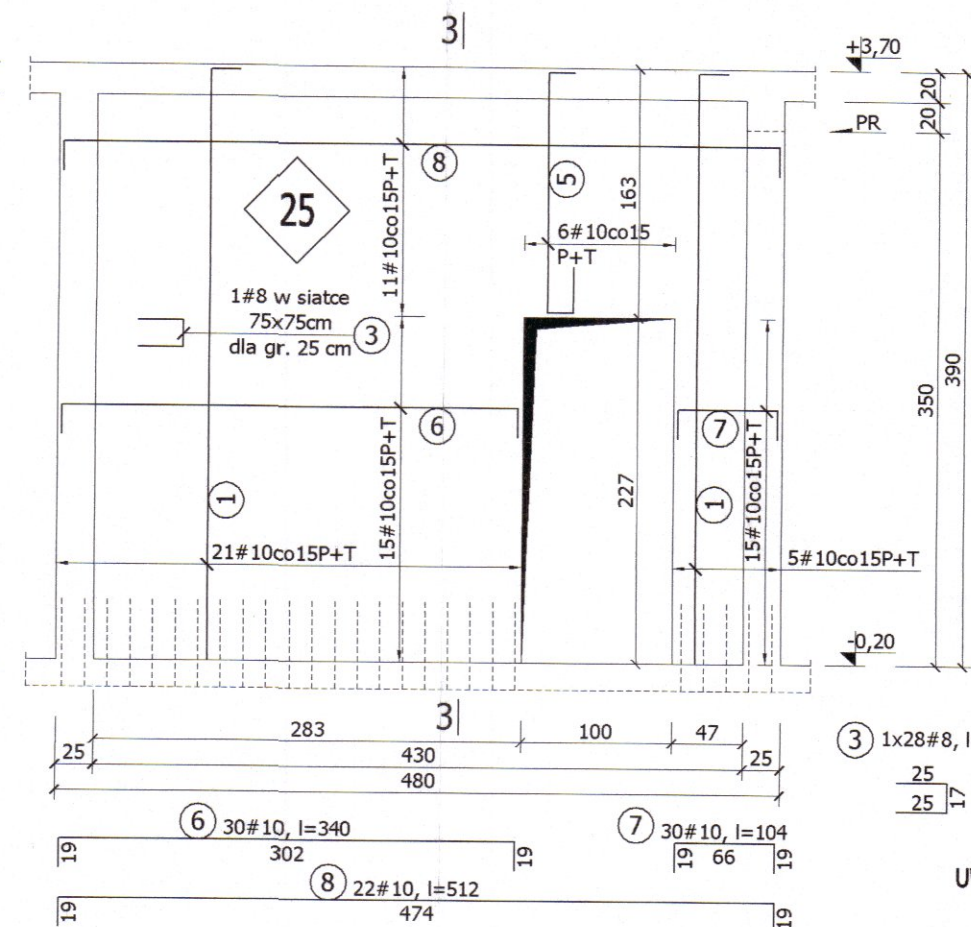 3
+3,70
20
20
PR
8
5
25
163
11#10co15P+T
6#10co15
P+T
1#8 w siatce
75x75cm
dla gr. 25 cm
3
350
390
6
7
15#10co15P+T
227
15#10co15P+T
1
1
21#10co15P+T
5#10co15P+T
-0,20
3
283
100
47
25
430
25
480
3 1x28#8, l
25
25
17
6 30#10, l=340
19
302
19
7 30#10, l=104
19
66
19
8 22#10, l=512
19
474
19